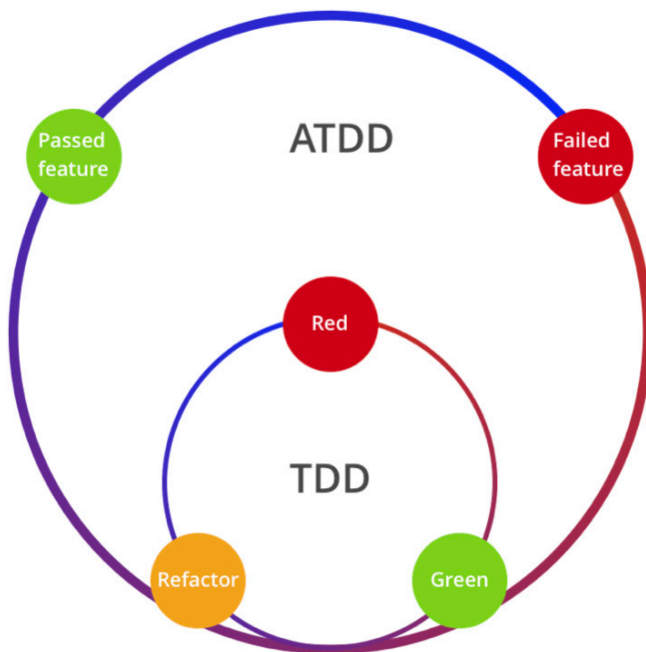 ATDD
Passed
feature
Failed
feature
Red
TDD
Refactor
Green